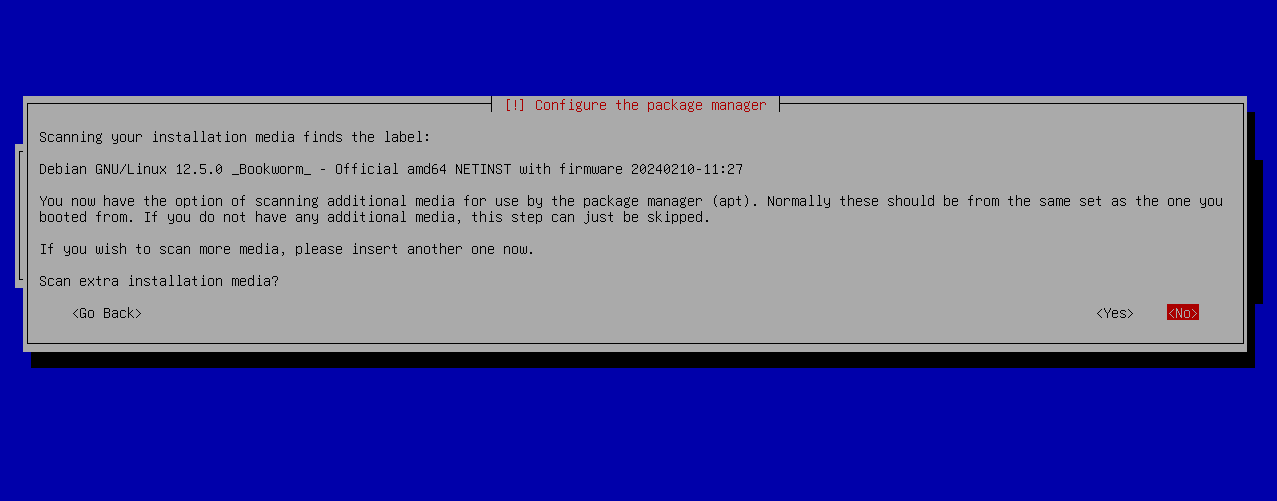 [!] Configure the package manager
Scanning your installation media finds the label:
Debian GNU/Linux 12.5.0 _Bookworm_ - Official amd64 NETINST with firmware 20240210-11:27
You now have the option of scanning additional media for use by the package manager (apt). Normally these should be from the same set as the one you
booted from. If you do not have any additional media, this step can just be skipped.
If you wish to scan more media, please insert another one now.
Scan extra installation media?
<Go Back> <Yes> <No>